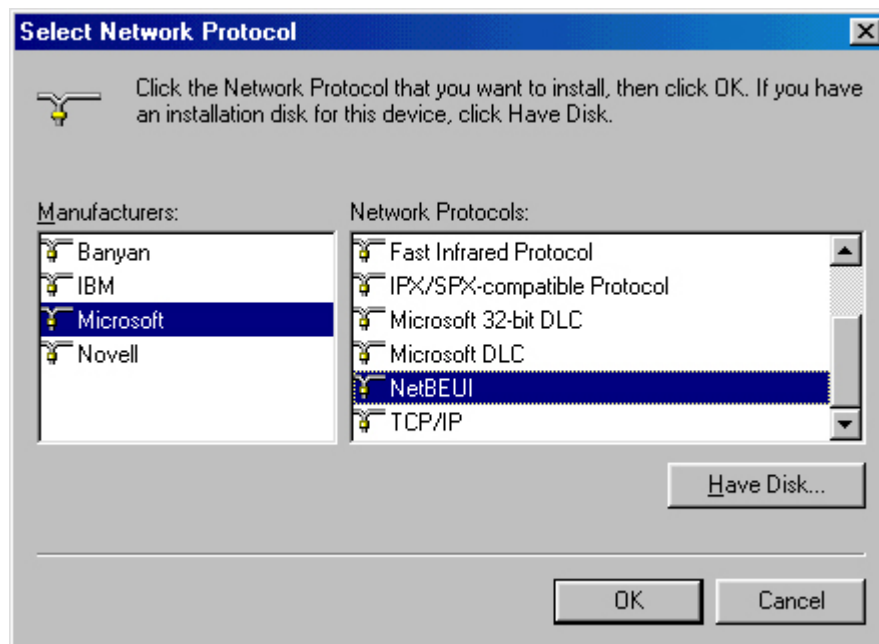 Select Network Protocol
Click the Network Protocol that you want to install, then click OK. If you have
an installation disk for this device, click Have Disk.
Manufacturers:
Banyan
IBM
Microsoft
Novell
Network Protocols:
Fast Infrared Protocol
IPX/SPX-compatible Protocol
Microsoft 32-bit DLC
Microsoft DLC
NetBEUI
TCP/IP
Have Disk...
OK
Cancel